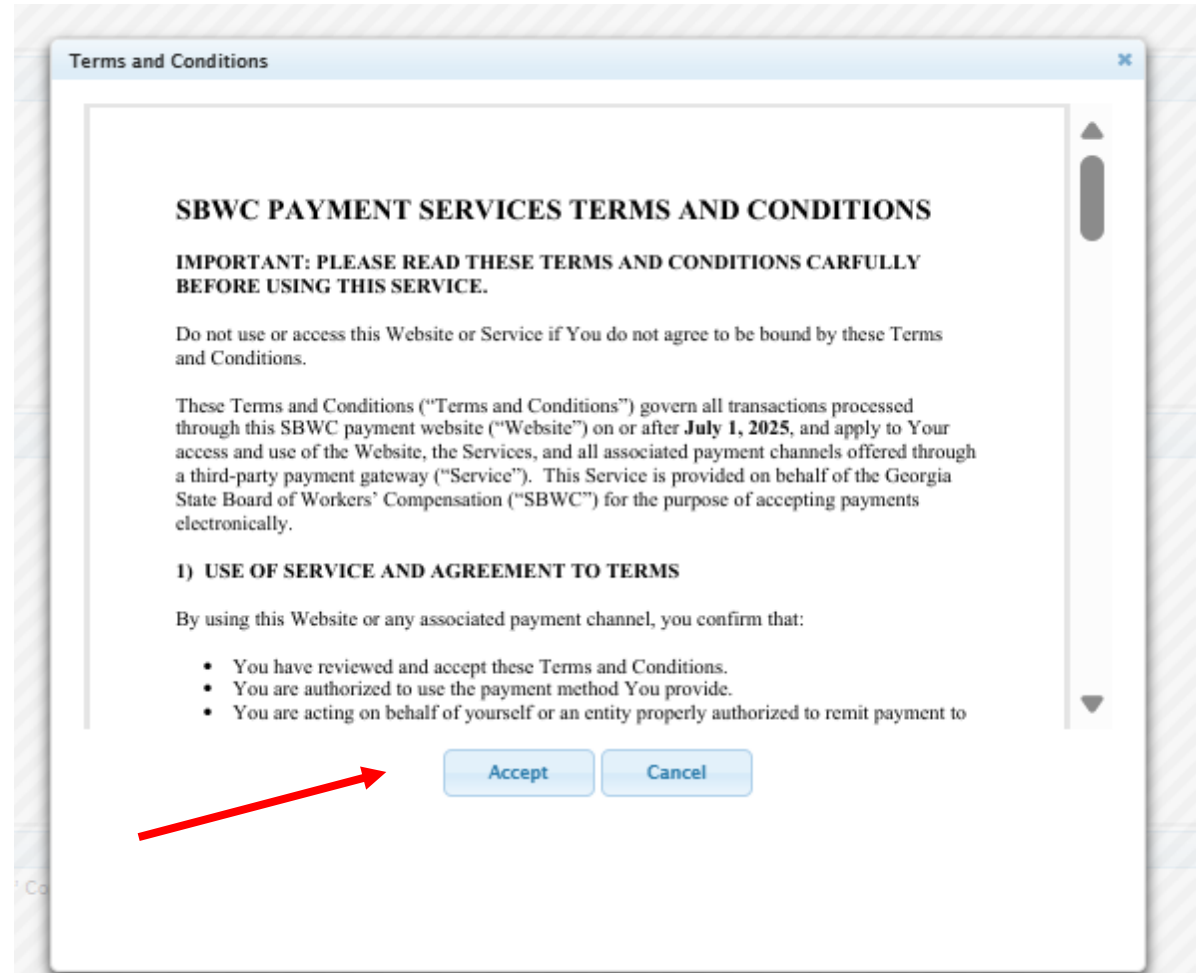 Terms and Conditions
SBWC PAYMENT SERVICES TERMS AND CONDITIONS
IMPORTANT: PLEASE READ THESE TERMS AND CONDITIONS CARFULLY
BEFORE USING THIS SERVICE.
Do not use or access this Website or Service if You do not agree to be bound by these Terms
and Conditions.
These Terms and Conditions (“Terms and Conditions”) govern all transactions processed
through this SBWC payment website (“Website”) on or after July 1, 2025, and apply to Your
access and use of the Website, the Services, and all associated payment channels offered through
a third-party payment gateway (“Service”).  This Service is provided on behalf of the Georgia
State Board of Workers’ Compensation (“SBWC”) for the purpose of accepting payments
electronically.
1)  USE OF SERVICE AND AGREEMENT TO TERMS
By using this Website or any associated payment channel, you confirm that:
• You have reviewed and accept these Terms and Conditions.
• You are authorized to use the payment method You provide.
• You are acting on behalf of yourself or an entity properly authorized to remit payment to
Accept Cancel